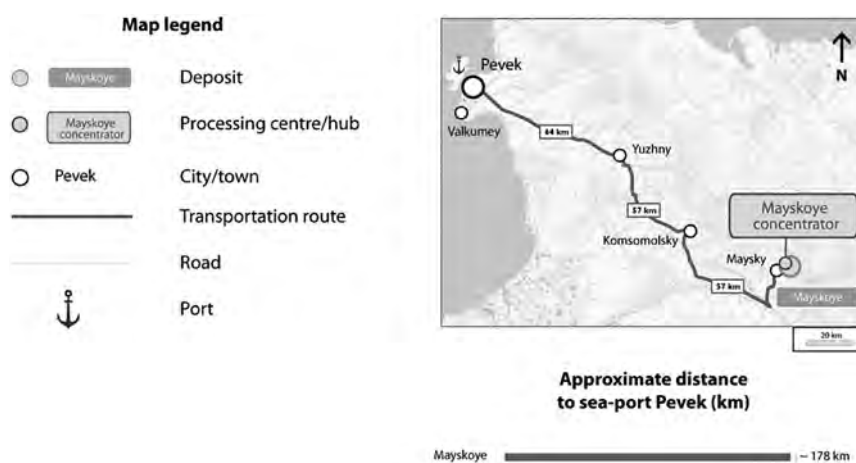 Map legend
Mayskoye
Deposit
Mayskoye
concentrator
Processing centre/hub
Pevek
City/town
Transportation route
Road
Port
Pevek
N
Valkumey
64 km
Yuzhny
57 km
Komsomolsky
Mayskoye
concentrator
Maysky
57 km
Mayskoye
20 km
Approximate distance
to sea-port Pevek (km)
Mayskoye
~ 178 km